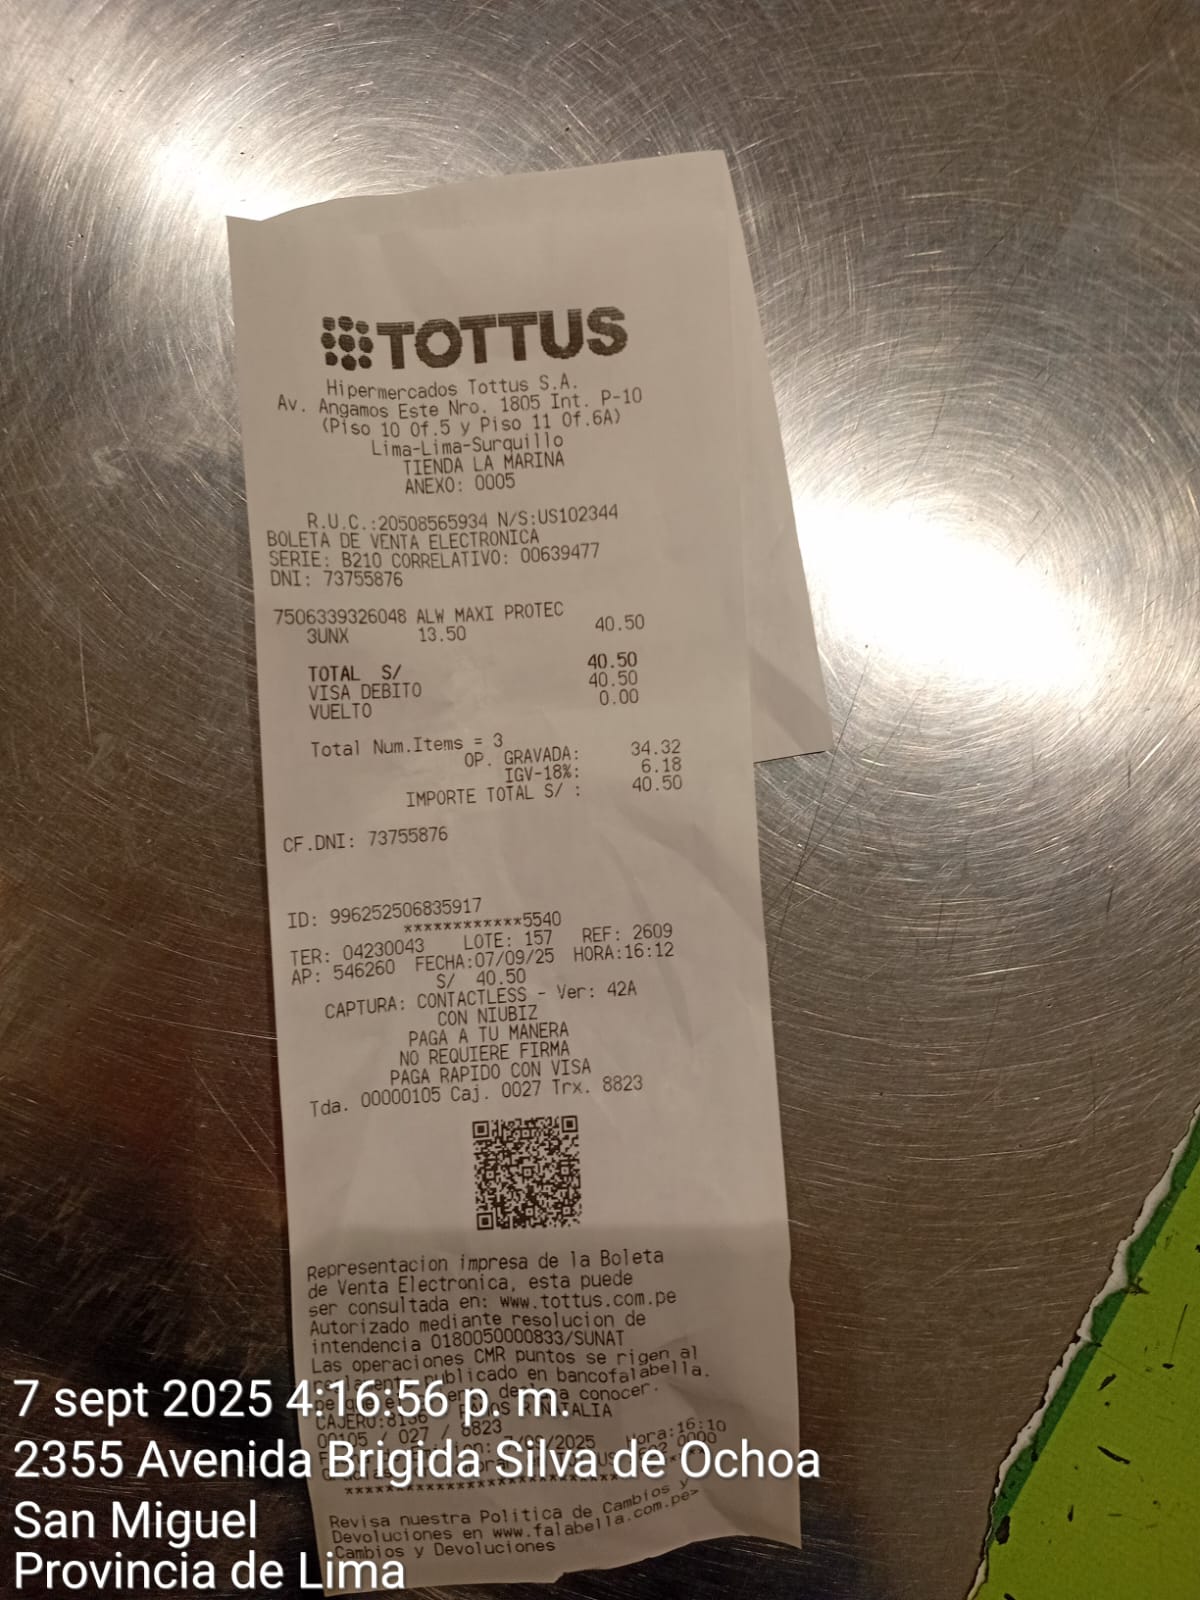 TOTTUS
Hipermercados Tottus S.A.
Av. Angamos Este Nro. 1805 Int. P-10
(Piso 10 Of.5 y Piso 11 Of.6A)
Lima-Lima-Surquillo
TIENDA LA MARINA
ANEXO: 0005
R.U.C.:20508565934 N/S:US102344
BOLETA DE VENTA ELECTRONICA
SERIE: B210 CORRELATIVO: 00639477
DNI: 73755876
7506339326048 ALW MAXI PROTEC
3UNX 13.50 40.50
TOTAL S/ 40.50
VISA DEBITO 40.50
VUELTO 0.00
Total Num.Items = 3
OP. GRAVADA: 34.32
IGV-18%: 6.18
IMPORTE TOTAL S/ : 40.50
CF.DNI: 73755876
ID: 996252506835917
************5540
TER: 04230043 LOTE: 157 REF: 2609
AP: 546260 FECHA:07/09/25 HORA:16:12
S/ 40.50
CAPTURA: CONTACTLESS - Ver: 42A
CON NIUBIZ
PAGA A TU MANERA
NO REQUIERE FIRMA
PAGA RAPIDO CON VISA
Tda. 00000105 Caj. 0027 Trx. 8823
Representacion impresa de la Boleta
de Venta Electronica, esta puede
ser consultada en: www.tottus.com.pe
Autorizado mediante resolucion de
intendencia 0180050000833/SUNAT
Las operaciones CMR puntos se rigen al
publicado en bancofalabella.
conocer.
CAJERO:
00105 / 027 / 8823
Hora:16:10
Revisa nuestra Politica de Cambios y
Devoluciones en www.falabella.com.pe>
Cambios y Devoluciones
7 sept 2025 4:16:56 p. m.
2355 Avenida Brigida Silva de Ochoa
San Miguel
Provincia de Lima